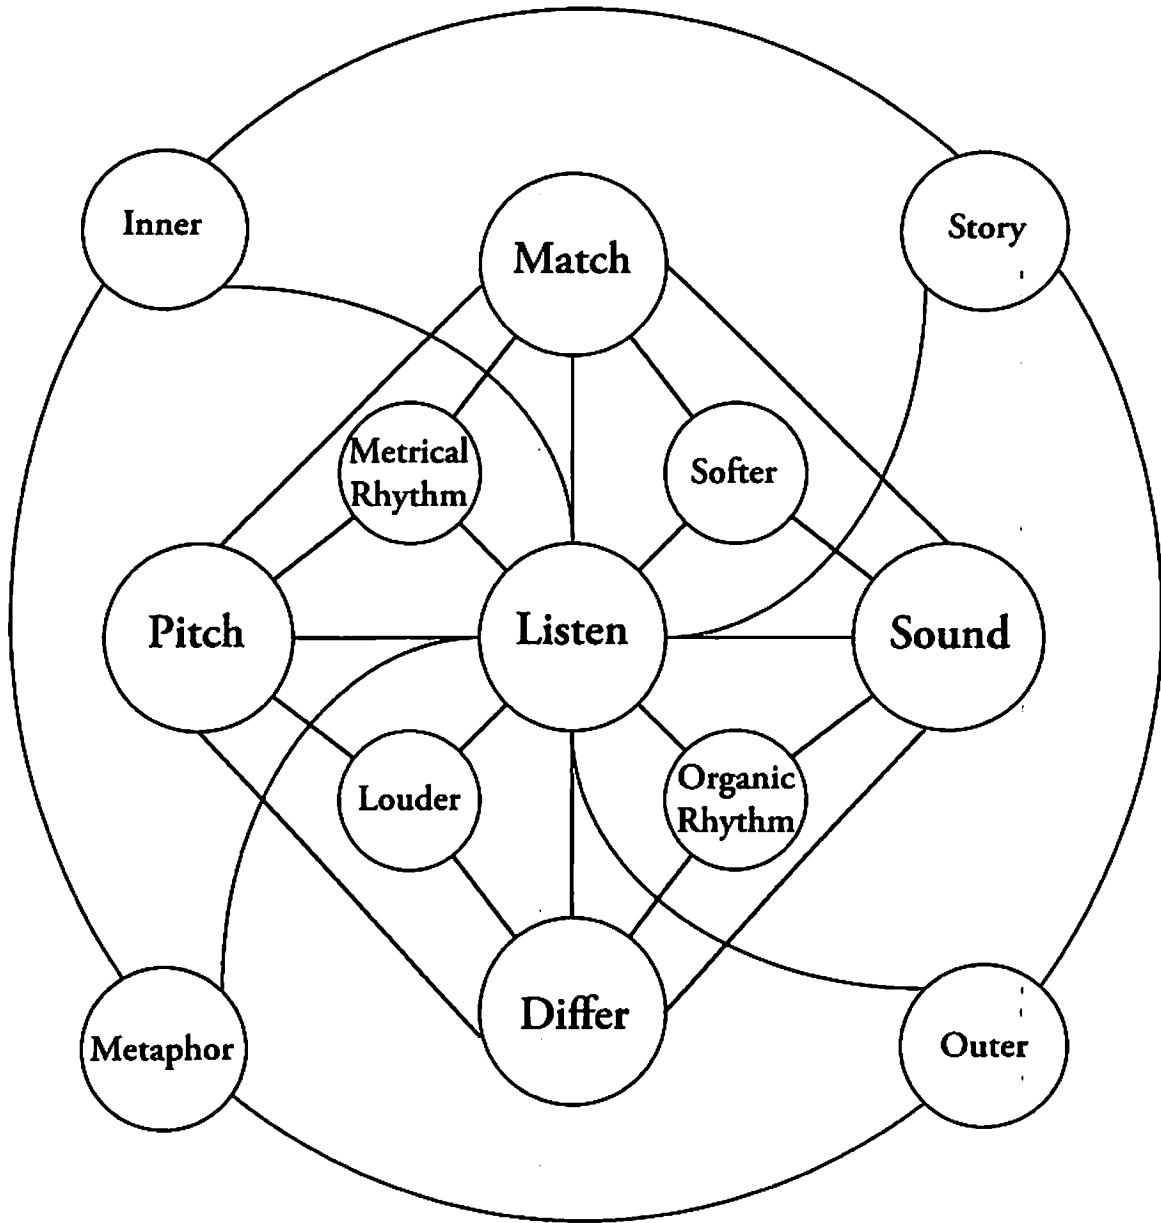 Inner
Story
Match
Metrical
Rhythm
Softer
Pitch
Listen
Sound
Louder
Organic
Rhythm
Differ
Metaphor
Outer